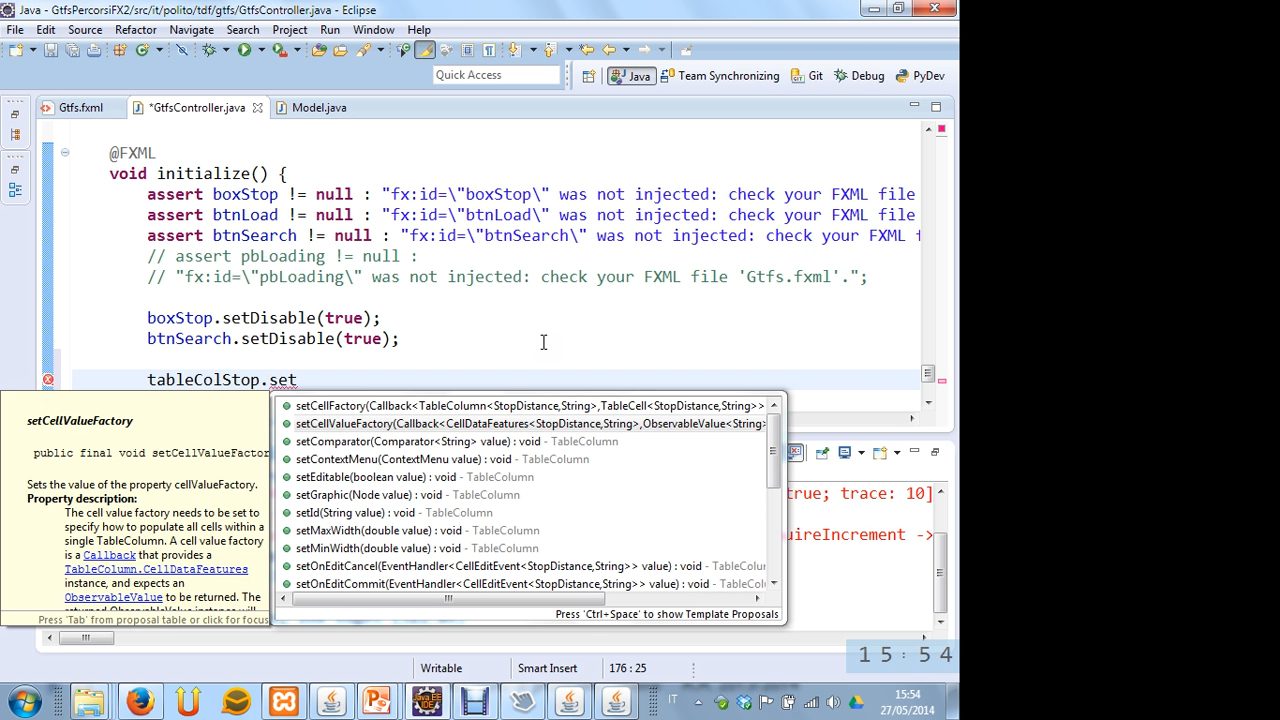 Java - GtfsPercorsiFX2/src/it/polito/tdf/gtfs/GtfsController.java - Eclipse
File Edit Source Refactor Navigate Search Project Run Window Help
Quick Access
Java Team Synchronizing Git Debug PyDev
Gtfs.fxml *GtfsController.java Model.java
@FXML
void initialize() {
assert boxStop != null : "fx:id=\"boxStop\" was not injected: check your FXML file
assert btnLoad != null : "fx:id=\"btnLoad\" was not injected: check your FXML file
assert btnSearch != null : "fx:id=\"btnSearch\" was not injected: check your FXML f
// assert pbLoading != null :
// "fx:id=\"pbLoading\" was not injected: check your FXML file 'Gtfs.fxml'.";
boxStop.setDisable(true);
btnSearch.setDisable(true);
tableColStop.set
setCellValueFactory
public final void setCellValueFactor
Sets the value of the property cellValueFactory.
Property description:
The cell value factory needs to be set to
specify how to populate all cells within a
single TableColumn. A cell value factory
is a Callback that provides a
TableColumn.CellDataFeatures
instance, and expects an
ObservableValue to be returned. The
returned ObservableValue instance will
Press 'Tab' from proposal table or click for focus
setCellFactory(Callback<TableColumn<StopDistance,String>,TableCell<StopDistance,String>>
setCellValueFactory(Callback<CellDataFeatures<StopDistance,String>,ObservableValue<String>
setComparator(Comparator<String> value) : void - TableColumn
setContextMenu(ContextMenu value) : void - TableColumn
setEditable(boolean value) : void - TableColumn
setGraphic(Node value) : void - TableColumn
setId(String value) : void - TableColumn
setMaxWidth(double value) : void - TableColumn
setMinWidth(double value) : void - TableColumn
setOnEditCancel(EventHandler<CellEditEvent<StopDistance,String>> value) : void - TableColu
setOnEditCommit(EventHandler<CellEditEvent<StopDistance,String>> value) : void - TableCol
Press 'Ctrl+Space' to show Template Proposals
true; trace: 10]
uireIncrement ->
15:54
Writable Smart Insert 176 : 25
IT
15:54
27/05/2014